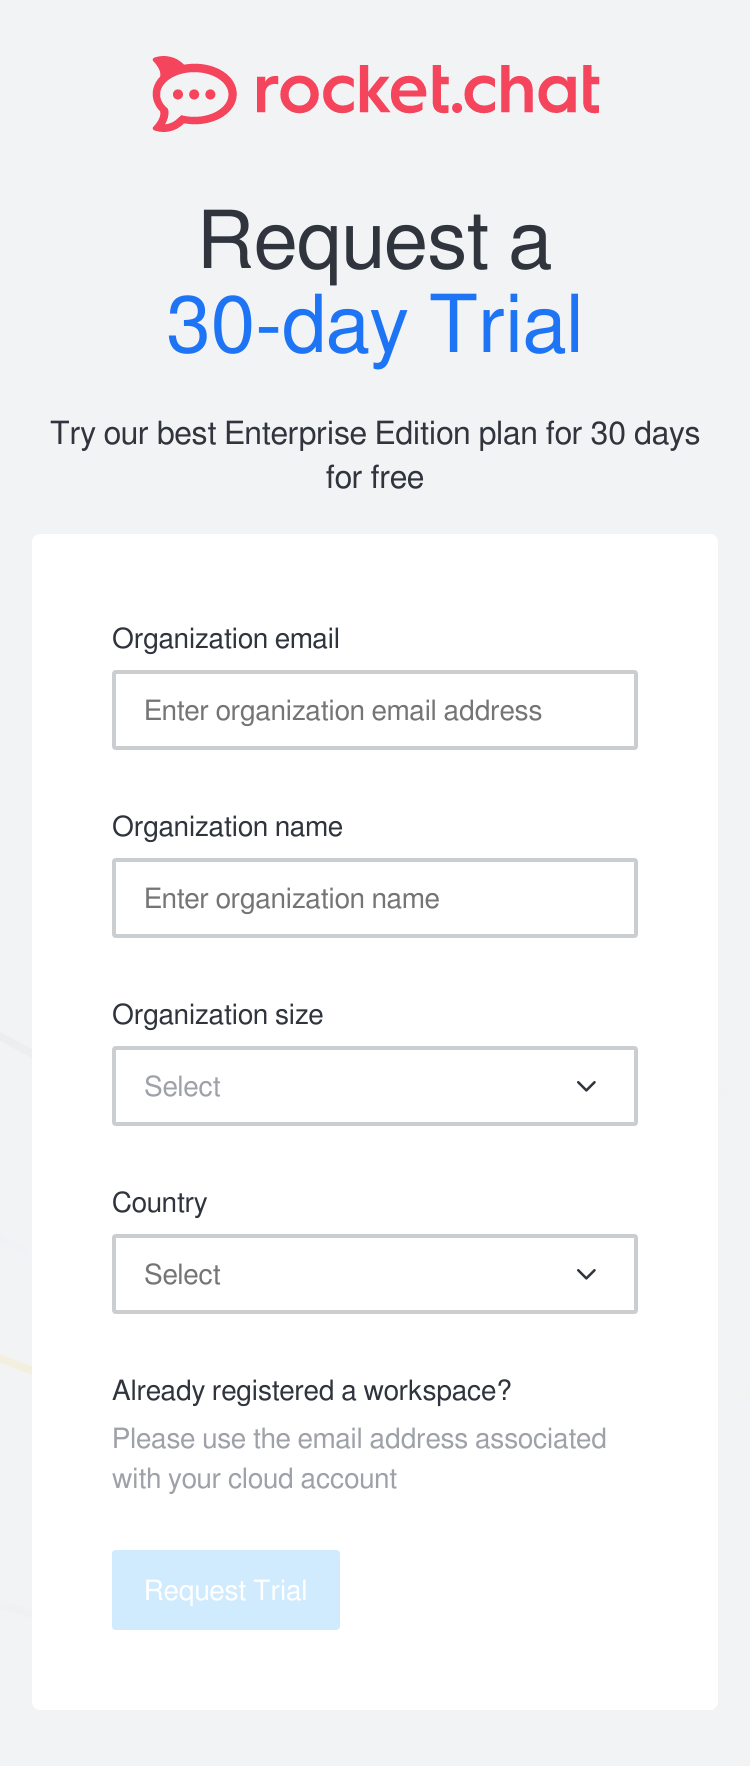 rocket.chat
Request a
30-day Trial
Try our best Enterprise Edition plan for 30 days
for free
Organization email
Enter organization email address
Organization name
Enter organization name
Organization size
Select
Country
Select
Already registered a workspace?
Please use the email address associated
with your cloud account
Request Trial